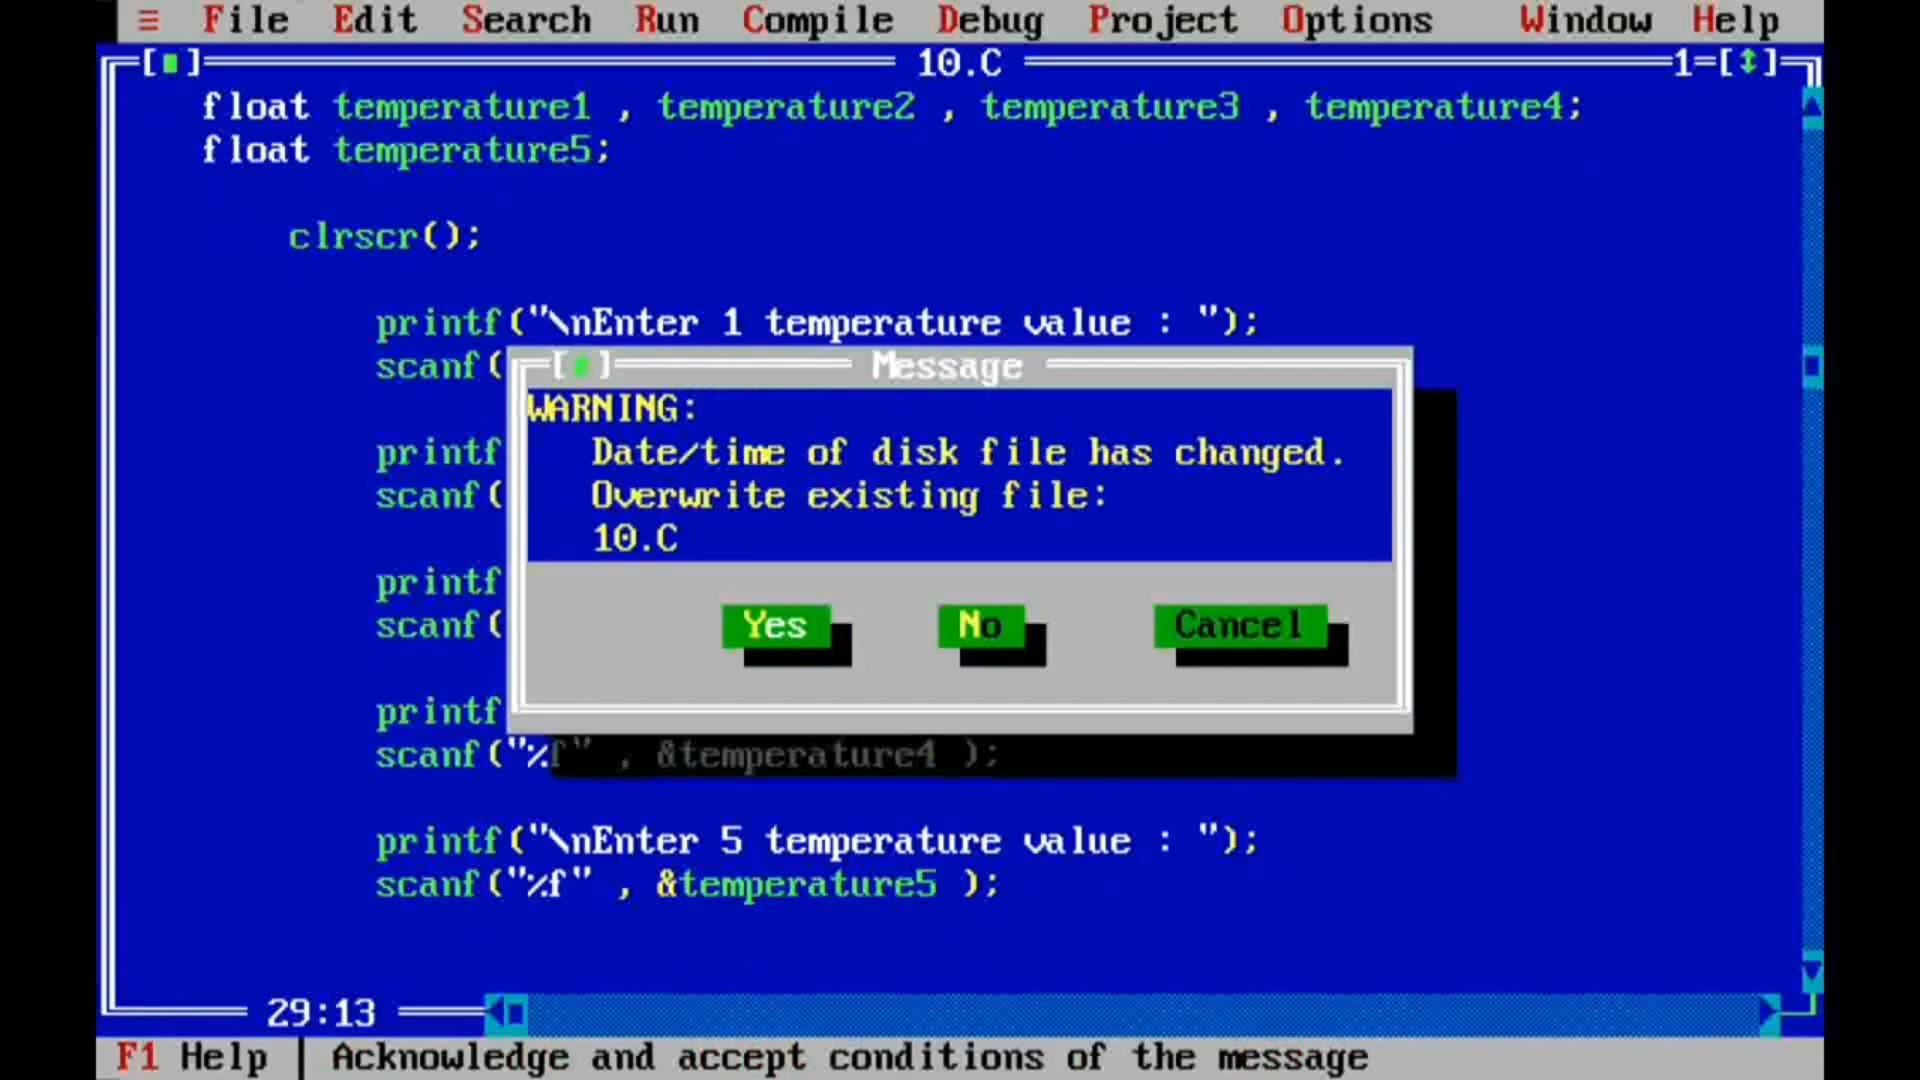 ≡ File Edit Search Run Compile Debug Project Options Window Help
[■] 10.C 1=[↕]
float temperature1 , temperature2 , temperature3 , temperature4;
float temperature5;
clrscr();
printf("\nEnter 1 temperature value : ");
scanf(
[■] Message
WARNING:
printf
Date/time of disk file has changed.
scanf(
Overwrite existing file:
10.C
printf
scanf(
Yes No Cancel
printf
scanf("%f" , &temperature4 );
printf("\nEnter 5 temperature value : ");
scanf("%f" , &temperature5 );
29:13
F1 Help │ Acknowledge and accept conditions of the message